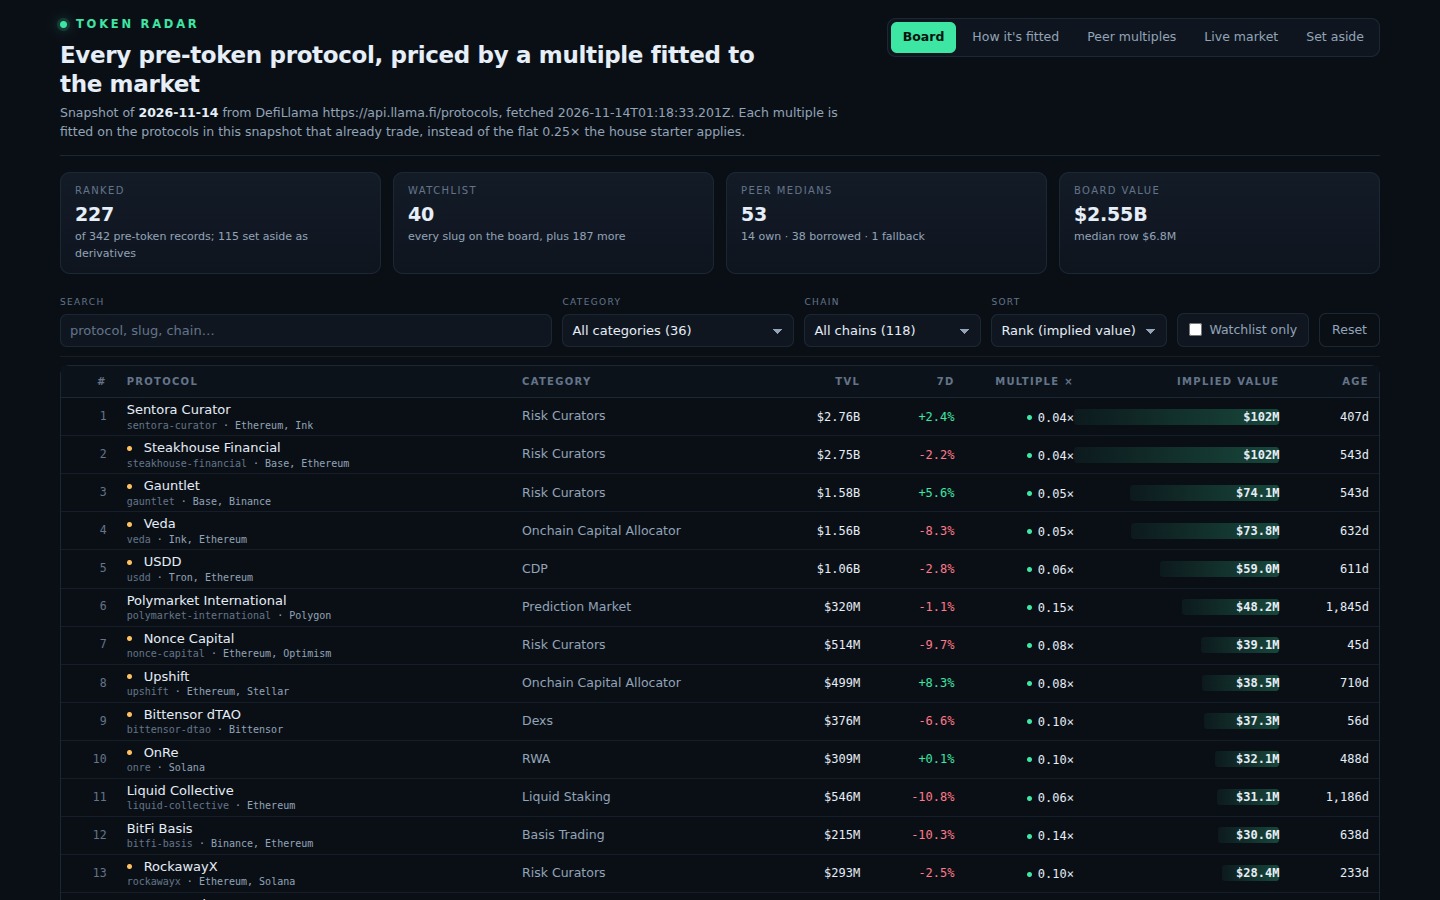 TOKEN RADAR
Board
How it's fitted
Peer multiples
Live market
Set aside
Every pre-token protocol, priced by a multiple fitted to
the market
Snapshot of 2026-11-14 from DefiLlama https://api.llama.fi/protocols, fetched 2026-11-14T01:18:33.201Z. Each multiple is
fitted on the protocols in this snapshot that already trade, instead of the flat 0.25× the house starter applies.
RANKED
227
of 342 pre-token records; 115 set aside as
derivatives
WATCHLIST
40
every slug on the board, plus 187 more
PEER MEDIANS
53
14 own · 38 borrowed · 1 fallback
BOARD VALUE
$2.55B
median row $6.8M
SEARCH
protocol, slug, chain…
CATEGORY
All categories (36)
CHAIN
All chains (118)
SORT
Rank (implied value)
Watchlist only
Reset
# PROTOCOL CATEGORY TVL 7D MULTIPLE × IMPLIED VALUE AGE
1 Sentora Curator Risk Curators $2.76B +2.4% 0.04× $102M 407d
sentora-curator · Ethereum, Ink
2 Steakhouse Financial Risk Curators $2.75B -2.2% 0.04× $102M 543d
steakhouse-financial · Base, Ethereum
3 Gauntlet Risk Curators $1.58B +5.6% 0.05× $74.1M 543d
gauntlet · Base, Binance
4 Veda Onchain Capital Allocator $1.56B -8.3% 0.05× $73.8M 632d
veda · Ink, Ethereum
5 USDD CDP $1.06B -2.8% 0.06× $59.0M 611d
usdd · Tron, Ethereum
6 Polymarket International Prediction Market $320M -1.1% 0.15× $48.2M 1,845d
polymarket-international · Polygon
7 Nonce Capital Risk Curators $514M -9.7% 0.08× $39.1M 45d
nonce-capital · Ethereum, Optimism
8 Upshift Onchain Capital Allocator $499M +8.3% 0.08× $38.5M 710d
upshift · Ethereum, Stellar
9 Bittensor dTAO Dexs $376M -6.6% 0.10× $37.3M 56d
bittensor-dtao · Bittensor
10 OnRe RWA $309M +0.1% 0.10× $32.1M 488d
onre · Solana
11 Liquid Collective Liquid Staking $546M -10.8% 0.06× $31.1M 1,186d
liquid-collective · Ethereum
12 BitFi Basis Basis Trading $215M -10.3% 0.14× $30.6M 638d
bitfi-basis · Binance, Ethereum
13 RockawayX Risk Curators $293M -2.5% 0.10× $28.4M 233d
rockawayx · Ethereum, Solana